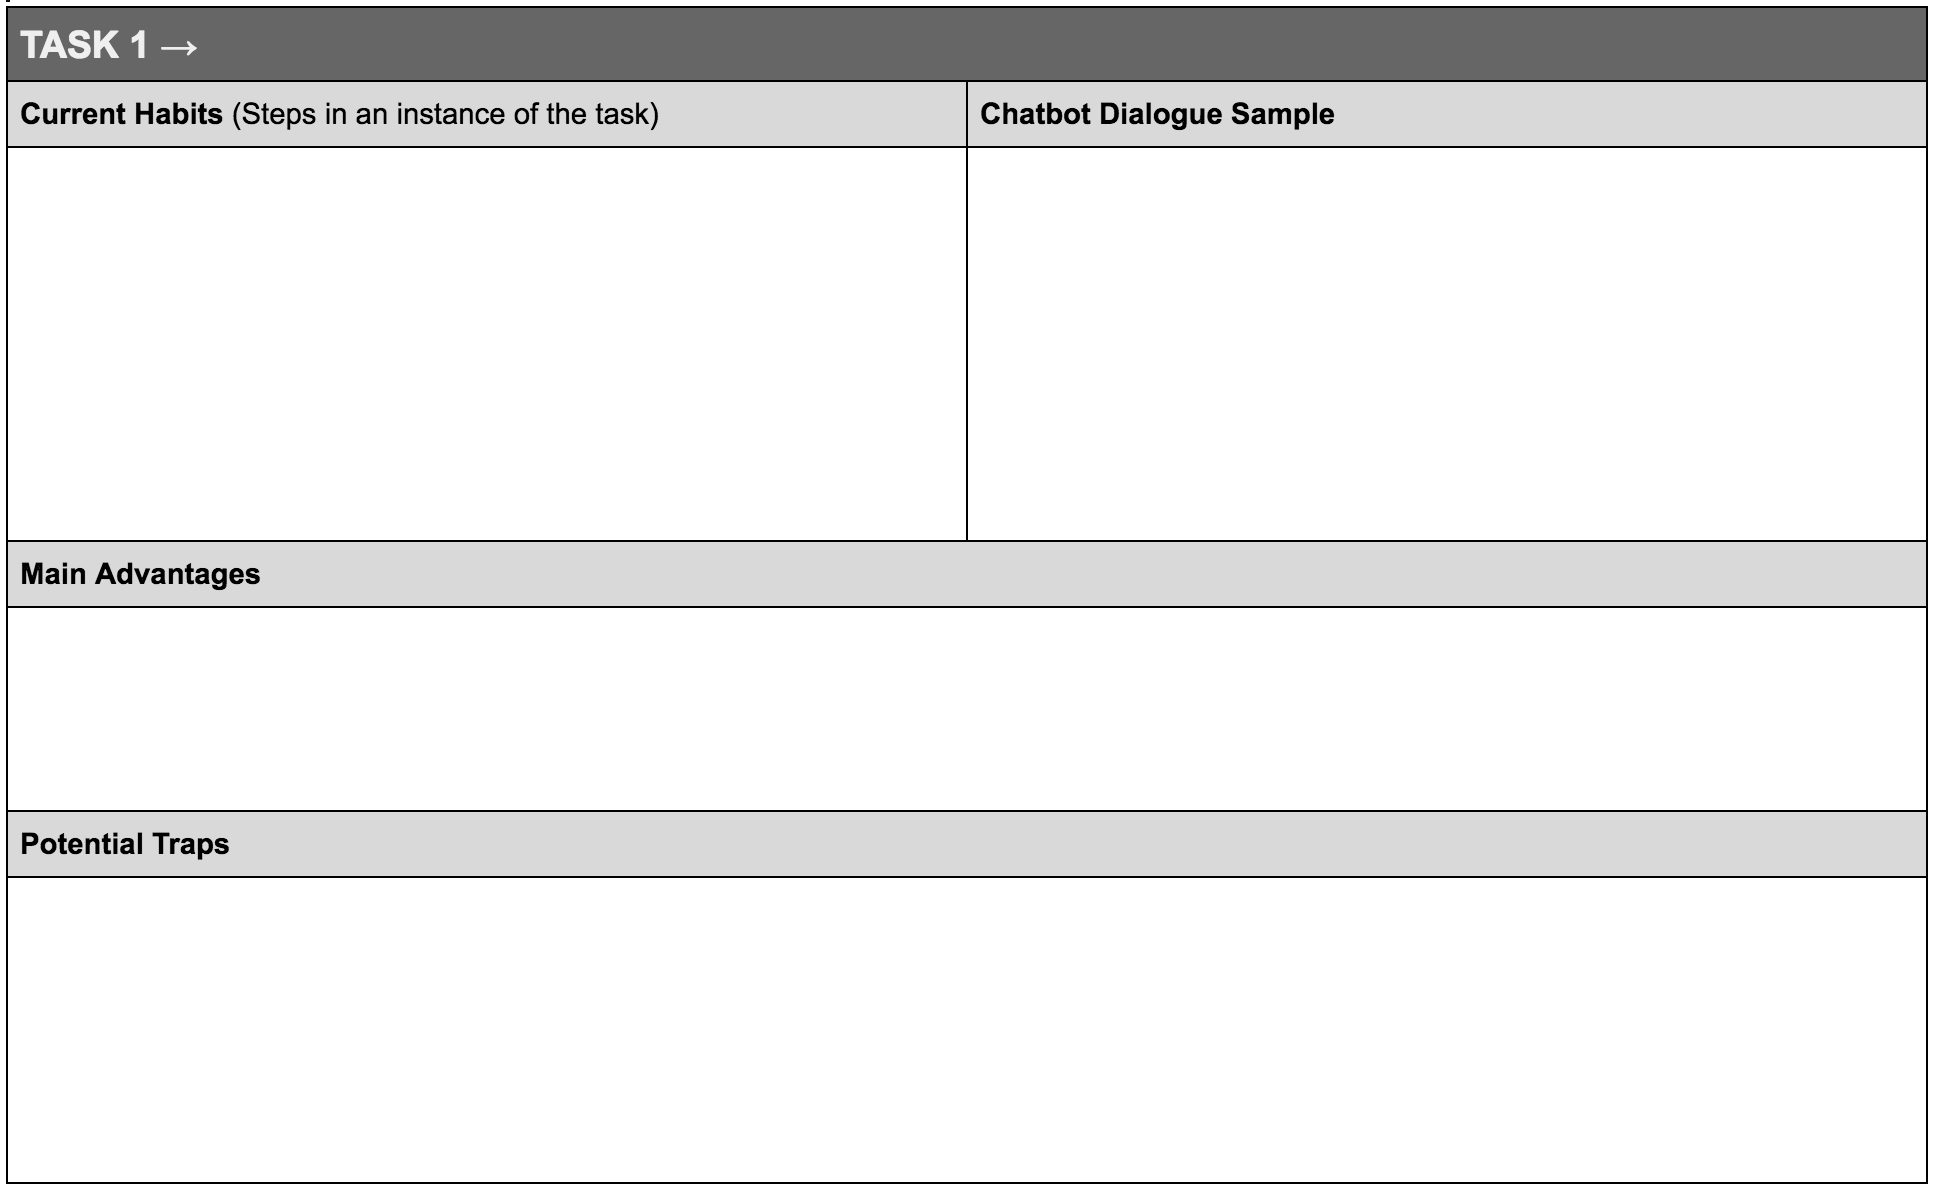 TASK 1 →
Current Habits (Steps in an instance of the task)
Chatbot Dialogue Sample
Main Advantages
Potential Traps